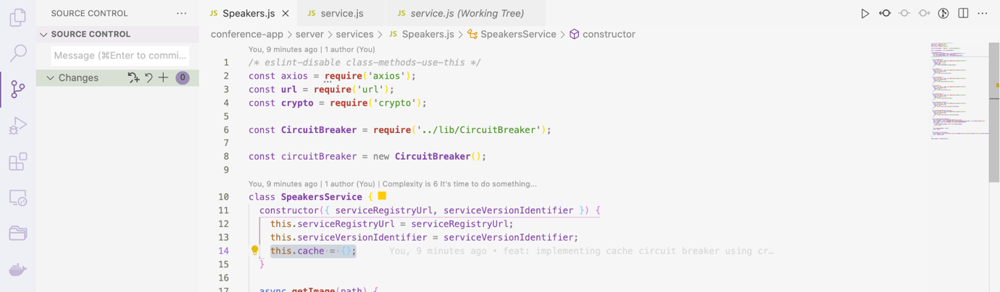 SOURCE CONTROL ···
SOURCE CONTROL
Message (⌘Enter to commi...
Changes 0
JS Speakers.js
JS service.js
JS service.js (Working Tree)
conference-app > server > services > JS Speakers.js > SpeakersService > constructor
You, 9 minutes ago | 1 author (You)
1 /* eslint-disable class-methods-use-this */
2 const axios = require('axios');
3 const url = require('url');
4 const crypto = require('crypto');
5
6 const CircuitBreaker = require('../lib/CircuitBreaker');
7
8 const circuitBreaker = new CircuitBreaker();
9
You, 9 minutes ago | 1 author (You) | Complexity is 6 It's time to do something...
10 class SpeakersService {
11 constructor({ serviceRegistryUrl, serviceVersionIdentifier }) {
12 this.serviceRegistryUrl = serviceRegistryUrl;
13 this.serviceVersionIdentifier = serviceVersionIdentifier;
14 this.cache = {}; You, 9 minutes ago • feat: implementing cache circuit breaker using cr…
15 }
16
17 async getImage(path) {